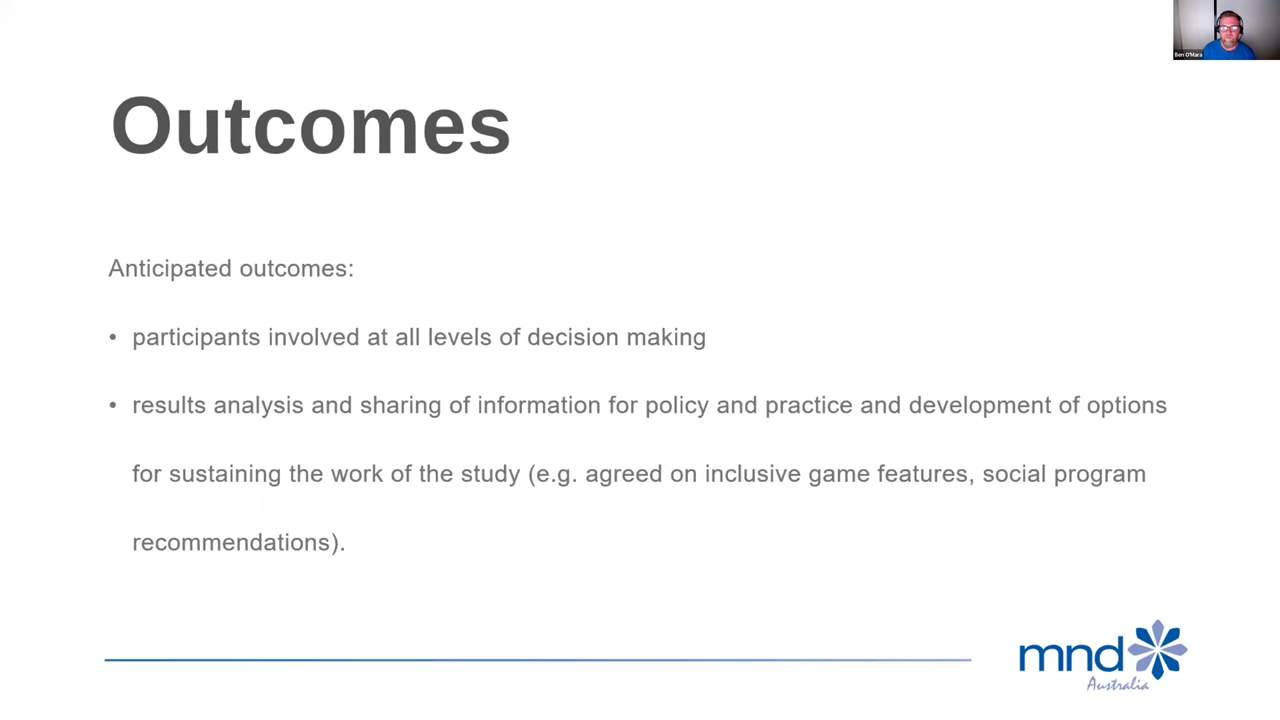 Ben O'Mara
Outcomes
Anticipated outcomes:
• participants involved at all levels of decision making
• results analysis and sharing of information for policy and practice and development of options
for sustaining the work of the study (e.g. agreed on inclusive game features, social program
recommendations).
mnd
Australia